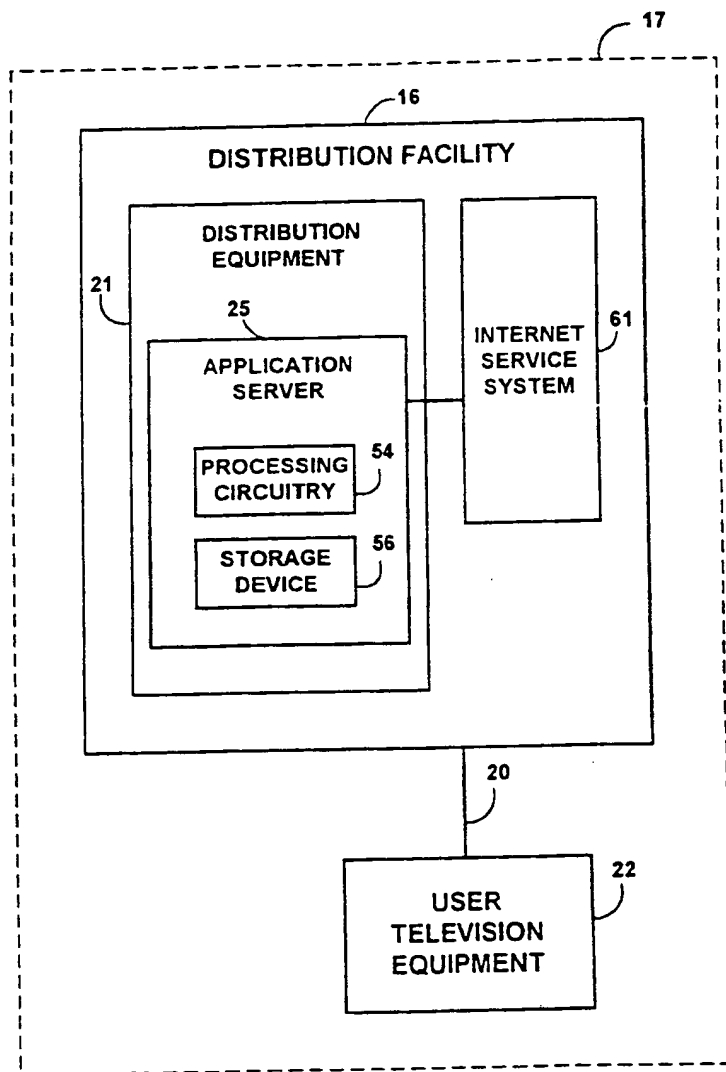 17
16
DISTRIBUTION FACILITY
DISTRIBUTION
EQUIPMENT
21
25
APPLICATION
SERVER
INTERNET
SERVICE
SYSTEM
61
PROCESSING
CIRCUITRY
54
STORAGE
DEVICE
56
20
22
USER
TELEVISION
EQUIPMENT